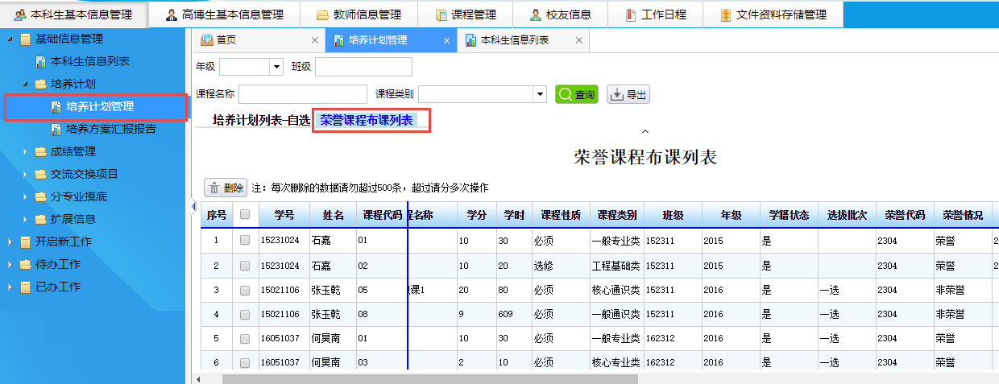 本科生基本信息管理 高博生基本信息管理 教师信息管理 课程管理 校友信息 工作日程 文件资料存储管理
基础信息管理
本科生信息列表
培养计划
培养计划管理
培养方案汇报报告
成绩管理
交流交换项目
分专业摸底
扩展信息
开启新工作
待办工作
已办工作
首页 × 培养计划管理 × 本科生信息列表 ×
年级 班级
课程名称 课程类别 查询 导出
培养计划列表-自选 荣誉课程布课列表
荣誉课程布课列表
删除 注：每次删除的数据请勿超过500条，超过请分多次操作
序号 学号 姓名 课程代码 程名称 学分 学时 课程性质 课程类别 班级 年级 学籍状态 选拔批次 荣誉代码 荣誉情况
1 15231024 石嘉 01 10 30 必须 一般专业类 152311 2015 是 2304 荣誉 2
2 15231024 石嘉 02 10 20 选修 工程基础类 152311 2015 是 2304 荣誉 2
3 15021106 张玉乾 05 课1 20 80 必须 核心通识类 152311 2016 是 一选 2304 非荣誉
4 15021106 张玉乾 08 9 609 必须 一般通识类 152311 2016 是 一选 2304 非荣誉
5 16051037 何昊南 01 10 30 必须 一般专业类 162312 2016 是 一选 2304 荣誉
6 16051037 何昊南 03 2 10 必须 核心专业类 162312 2016 是 一选 2304 荣誉